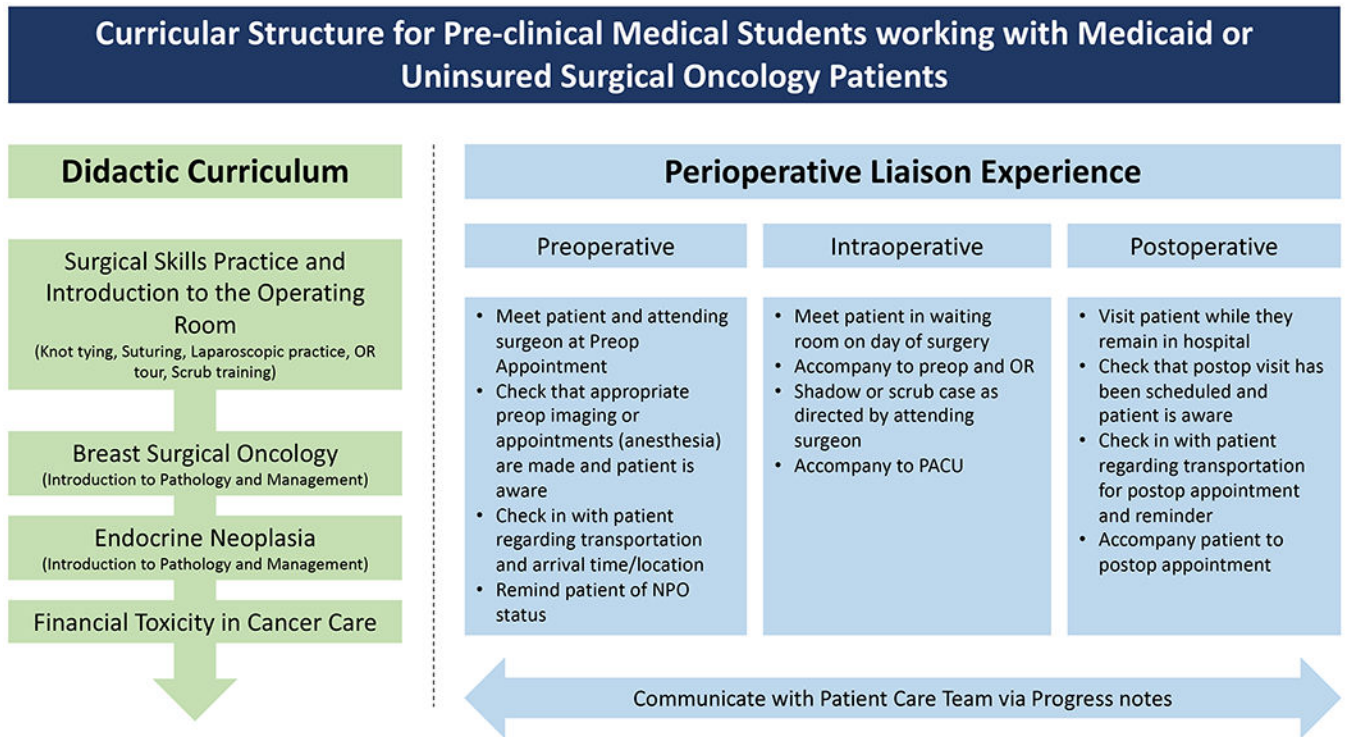 Curricular Structure for Pre-clinical Medical Students working with Medicaid or
Uninsured Surgical Oncology Patients
Didactic Curriculum
Surgical Skills Practice and
Introduction to the Operating
Room
(Knot tying, Suturing, Laparoscopic practice, OR
tour, Scrub training)
Breast Surgical Oncology
(Introduction to Pathology and Management)
Endocrine Neoplasia
(Introduction to Pathology and Management)
Financial Toxicity in Cancer Care
Perioperative Liaison Experience
Preoperative
• Meet patient and attending
surgeon at Preop
Appointment
• Check that appropriate
preop imaging or
appointments (anesthesia)
are made and patient is
aware
• Check in with patient
regarding transportation
and arrival time/location
• Remind patient of NPO
status
Intraoperative
• Meet patient in waiting
room on day of surgery
• Accompany to preop and OR
• Shadow or scrub case as
directed by attending
surgeon
• Accompany to PACU
Postoperative
• Visit patient while they
remain in hospital
• Check that postop visit has
been scheduled and
patient is aware
• Check in with patient
regarding transportation
for postop appointment
and reminder
• Accompany patient to
postop appointment
Communicate with Patient Care Team via Progress notes